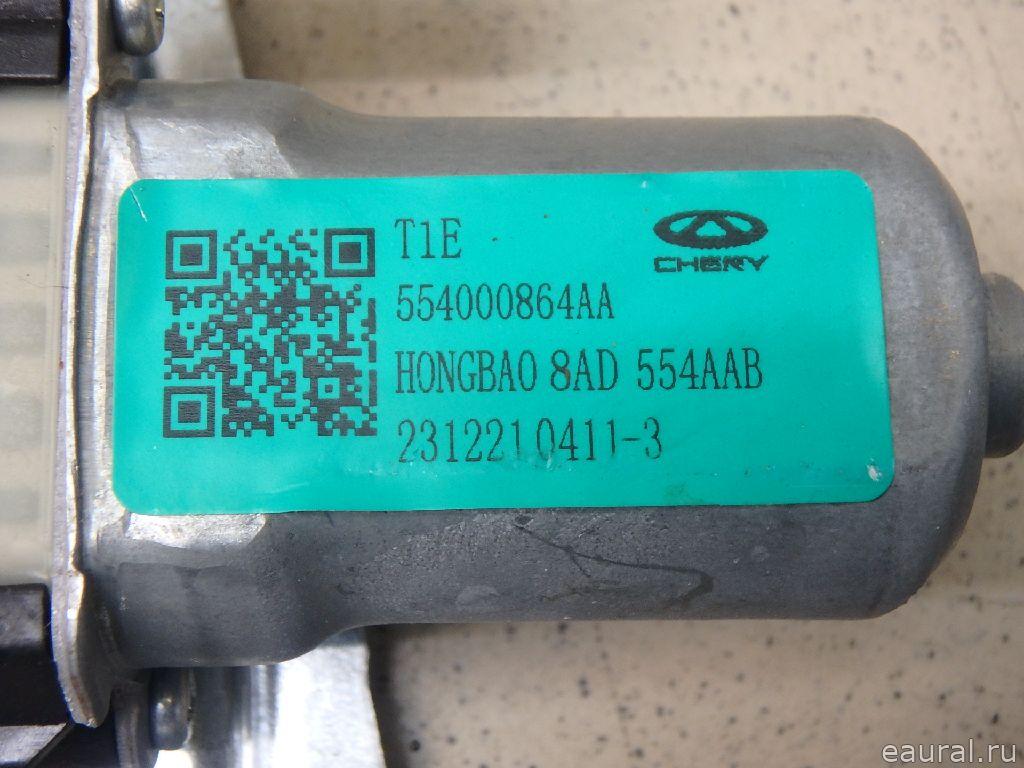 T1E
CHERY
554000864AA
HONGBAO 8AD 554AAB
2312210411-3
eaural.ru